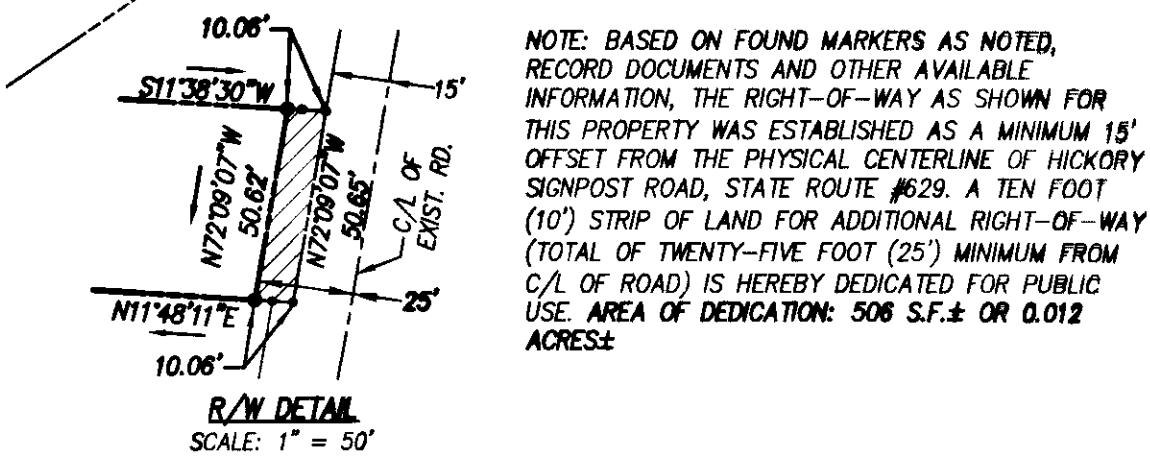 10.06'
S11°38'30"W
15'
N72°09'07"W
50.62'
N72°09'07"W
50.65'
C/L OF
EXIST. RD.
25'
N11°48'11"E
10.06'
R/W DETAIL
SCALE: 1" = 50'
NOTE: BASED ON FOUND MARKERS AS NOTED,
RECORD DOCUMENTS AND OTHER AVAILABLE
INFORMATION, THE RIGHT-OF-WAY AS SHOWN FOR
THIS PROPERTY WAS ESTABLISHED AS A MINIMUM 15'
OFFSET FROM THE PHYSICAL CENTERLINE OF HICKORY
SIGNPOST ROAD, STATE ROUTE #629. A TEN FOOT
(10') STRIP OF LAND FOR ADDITIONAL RIGHT-OF-WAY
(TOTAL OF TWENTY-FIVE FOOT (25') MINIMUM FROM
C/L OF ROAD) IS HEREBY DEDICATED FOR PUBLIC
USE. AREA OF DEDICATION: 506 S.F.± OR 0.012
ACRES±